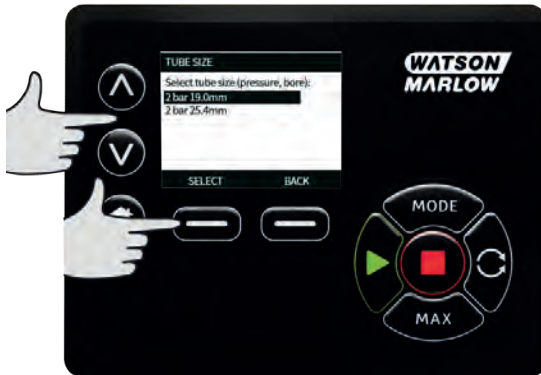 TUBE SIZE
WATSON
MARLOW
Select tube size (pressure, bore):
2 bar 19.0mm
2 bar 25.4mm
SELECT BACK
MODE
MAX